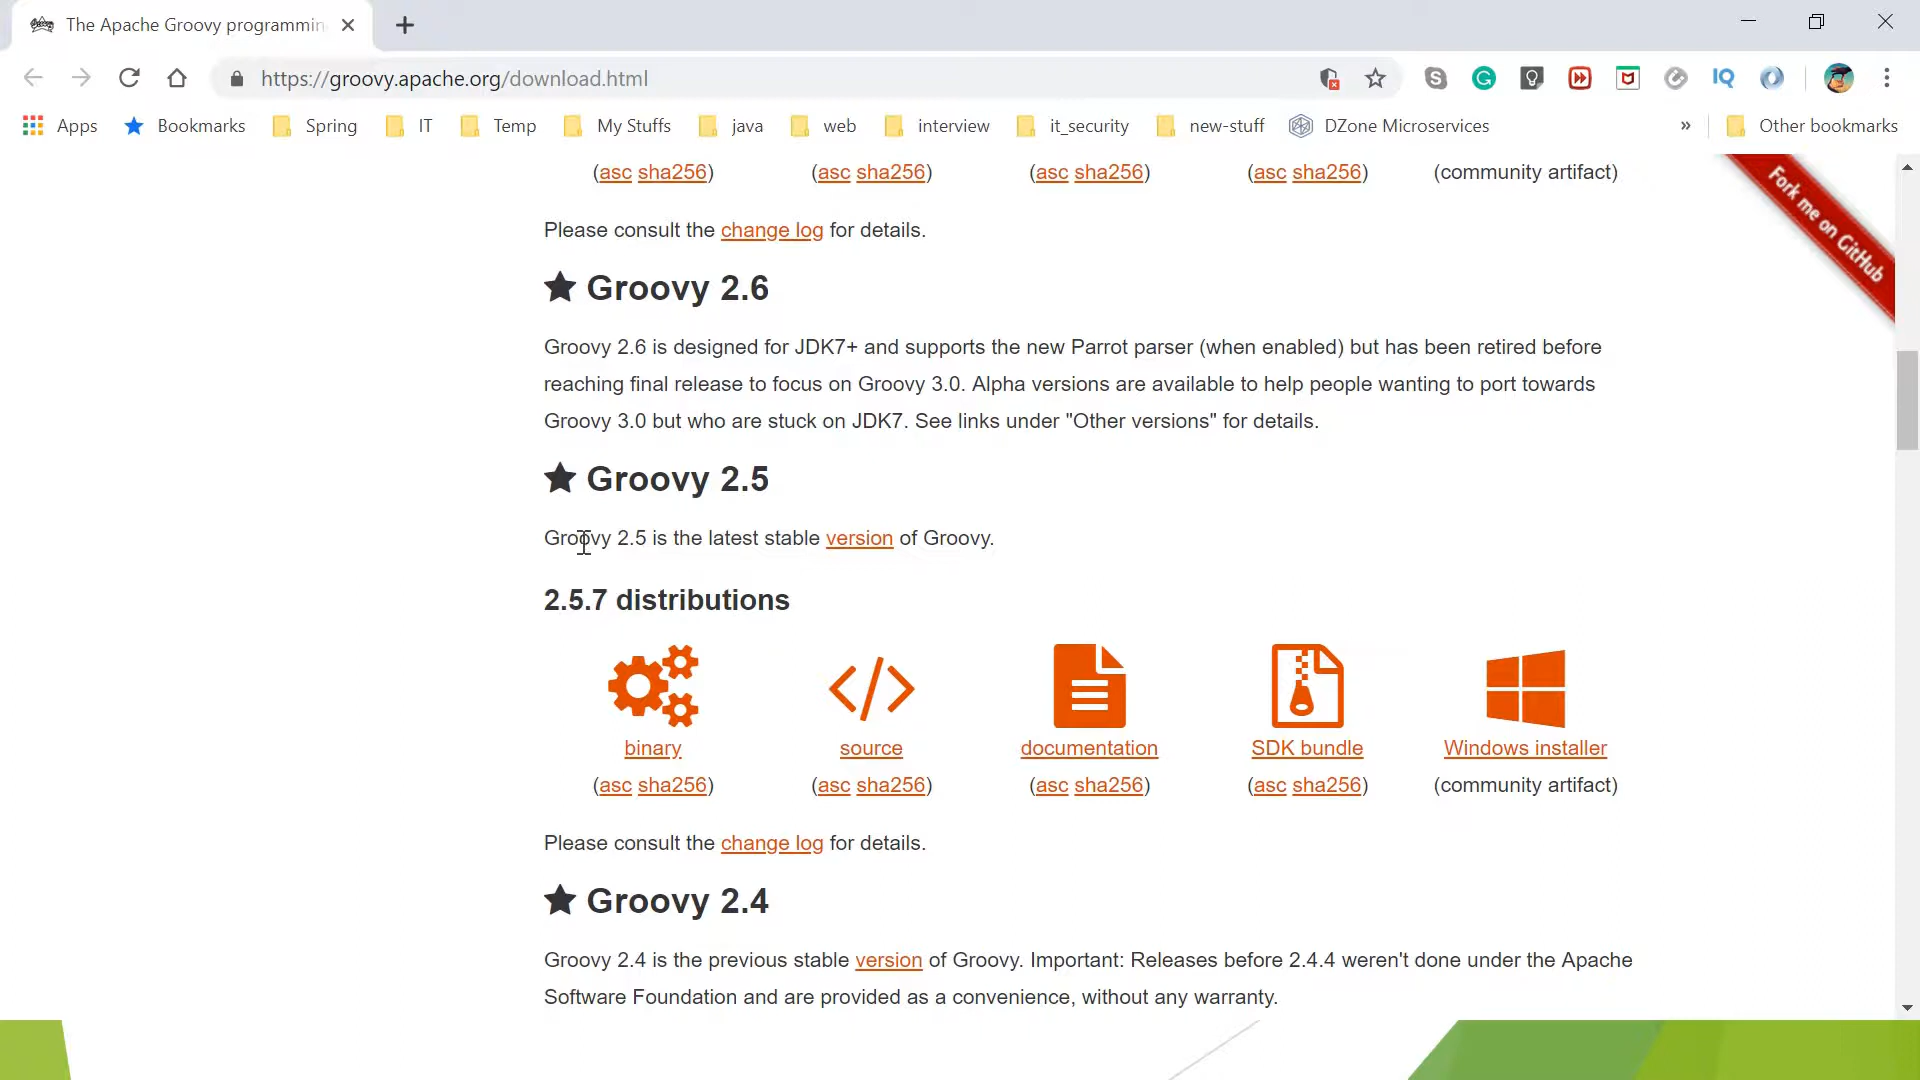 The Apache Groovy programmin
https://groovy.apache.org/download.html
Apps Bookmarks Spring IT Temp My Stuffs java web interview it_security new-stuff DZone Microservices » Other bookmarks
(asc sha256) (asc sha256) (asc sha256) (asc sha256) (community artifact)
Fork me on GitHub
Please consult the change log for details.
Groovy 2.6
Groovy 2.6 is designed for JDK7+ and supports the new Parrot parser (when enabled) but has been retired before
reaching final release to focus on Groovy 3.0. Alpha versions are available to help people wanting to port towards
Groovy 3.0 but who are stuck on JDK7. See links under "Other versions" for details.
Groovy 2.5
Groovy 2.5 is the latest stable version of Groovy.
2.5.7 distributions
binary source documentation SDK bundle Windows installer
(asc sha256) (asc sha256) (asc sha256) (asc sha256) (community artifact)
Please consult the change log for details.
Groovy 2.4
Groovy 2.4 is the previous stable version of Groovy. Important: Releases before 2.4.4 weren't done under the Apache
Software Foundation and are provided as a convenience, without any warranty.